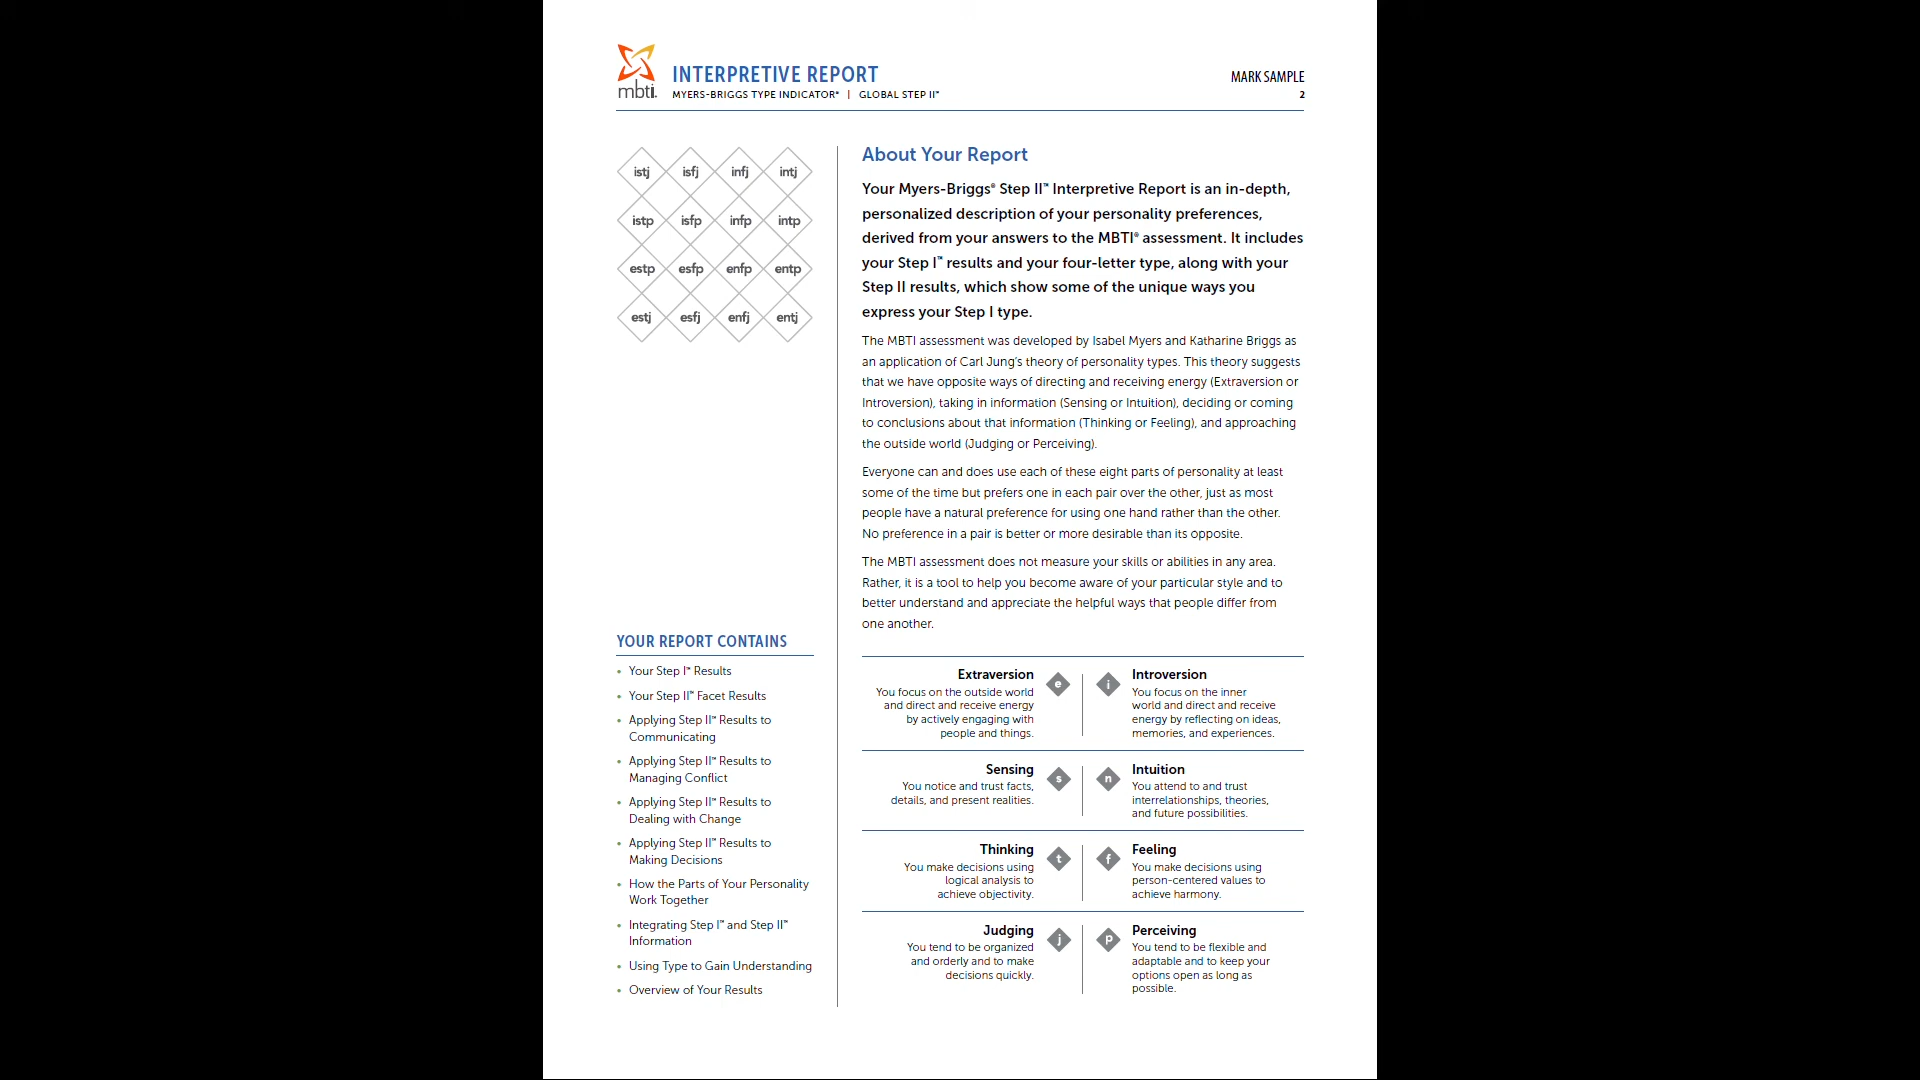 mbti.
INTERPRETIVE REPORT
MYERS-BRIGGS TYPE INDICATOR® | GLOBAL STEP II™
MARK SAMPLE
2
istj isfj infj intj
istp isfp infp intp
estp esfp enfp entp
estj esfj enfj entj
YOUR REPORT CONTAINS
• Your Step I™ Results
• Your Step II™ Facet Results
• Applying Step II™ Results to
Communicating
• Applying Step II™ Results to
Managing Conflict
• Applying Step II™ Results to
Dealing with Change
• Applying Step II™ Results to
Making Decisions
• How the Parts of Your Personality
Work Together
• Integrating Step I™ and Step II™
Information
• Using Type to Gain Understanding
• Overview of Your Results
About Your Report
Your Myers-Briggs® Step II™ Interpretive Report is an in-depth,
personalized description of your personality preferences,
derived from your answers to the MBTI® assessment. It includes
your Step I™ results and your four-letter type, along with your
Step II results, which show some of the unique ways you
express your Step I type.
The MBTI assessment was developed by Isabel Myers and Katharine Briggs as
an application of Carl Jung's theory of personality types. This theory suggests
that we have opposite ways of directing and receiving energy (Extraversion or
Introversion), taking in information (Sensing or Intuition), deciding or coming
to conclusions about that information (Thinking or Feeling), and approaching
the outside world (Judging or Perceiving).
Everyone can and does use each of these eight parts of personality at least
some of the time but prefers one in each pair over the other, just as most
people have a natural preference for using one hand rather than the other.
No preference in a pair is better or more desirable than its opposite.
The MBTI assessment does not measure your skills or abilities in any area.
Rather, it is a tool to help you become aware of your particular style and to
better understand and appreciate the helpful ways that people differ from
one another.
Extraversion
You focus on the outside world
and direct and receive energy
by actively engaging with
people and things.
e
i
Introversion
You focus on the inner
world and direct and receive
energy by reflecting on ideas,
memories, and experiences.
Sensing
You notice and trust facts,
details, and present realities.
s
n
Intuition
You attend to and trust
interrelationships, theories,
and future possibilities.
Thinking
You make decisions using
logical analysis to
achieve objectivity.
t
f
Feeling
You make decisions using
person-centered values to
achieve harmony.
Judging
You tend to be organized
and orderly and to make
decisions quickly.
j
p
Perceiving
You tend to be flexible and
adaptable and to keep your
options open as long as
possible.